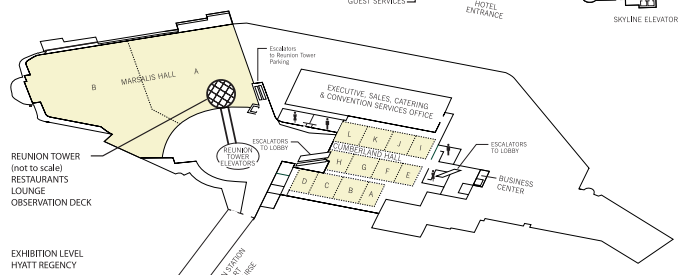 GUEST SERVICES
HOTEL
ENTRANCE
SKYLINE ELEVATOR
Escalators
to Reunion Tower
Parking
MARSALIS HALL
B
A
EXECUTIVE, SALES, CATERING
& CONVENTION SERVICES OFFICE
L K J I
CUMBERLAND HALL
H G F E
D C B A
ESCALATORS
TO LOBBY
ESCALATORS
TO LOBBY
REUNION
TOWER
ELEVATORS
BUSINESS
CENTER
REUNION TOWER
(not to scale)
RESTAURANTS
LOUNGE
OBSERVATION DECK
EXHIBITION LEVEL
HYATT REGENCY